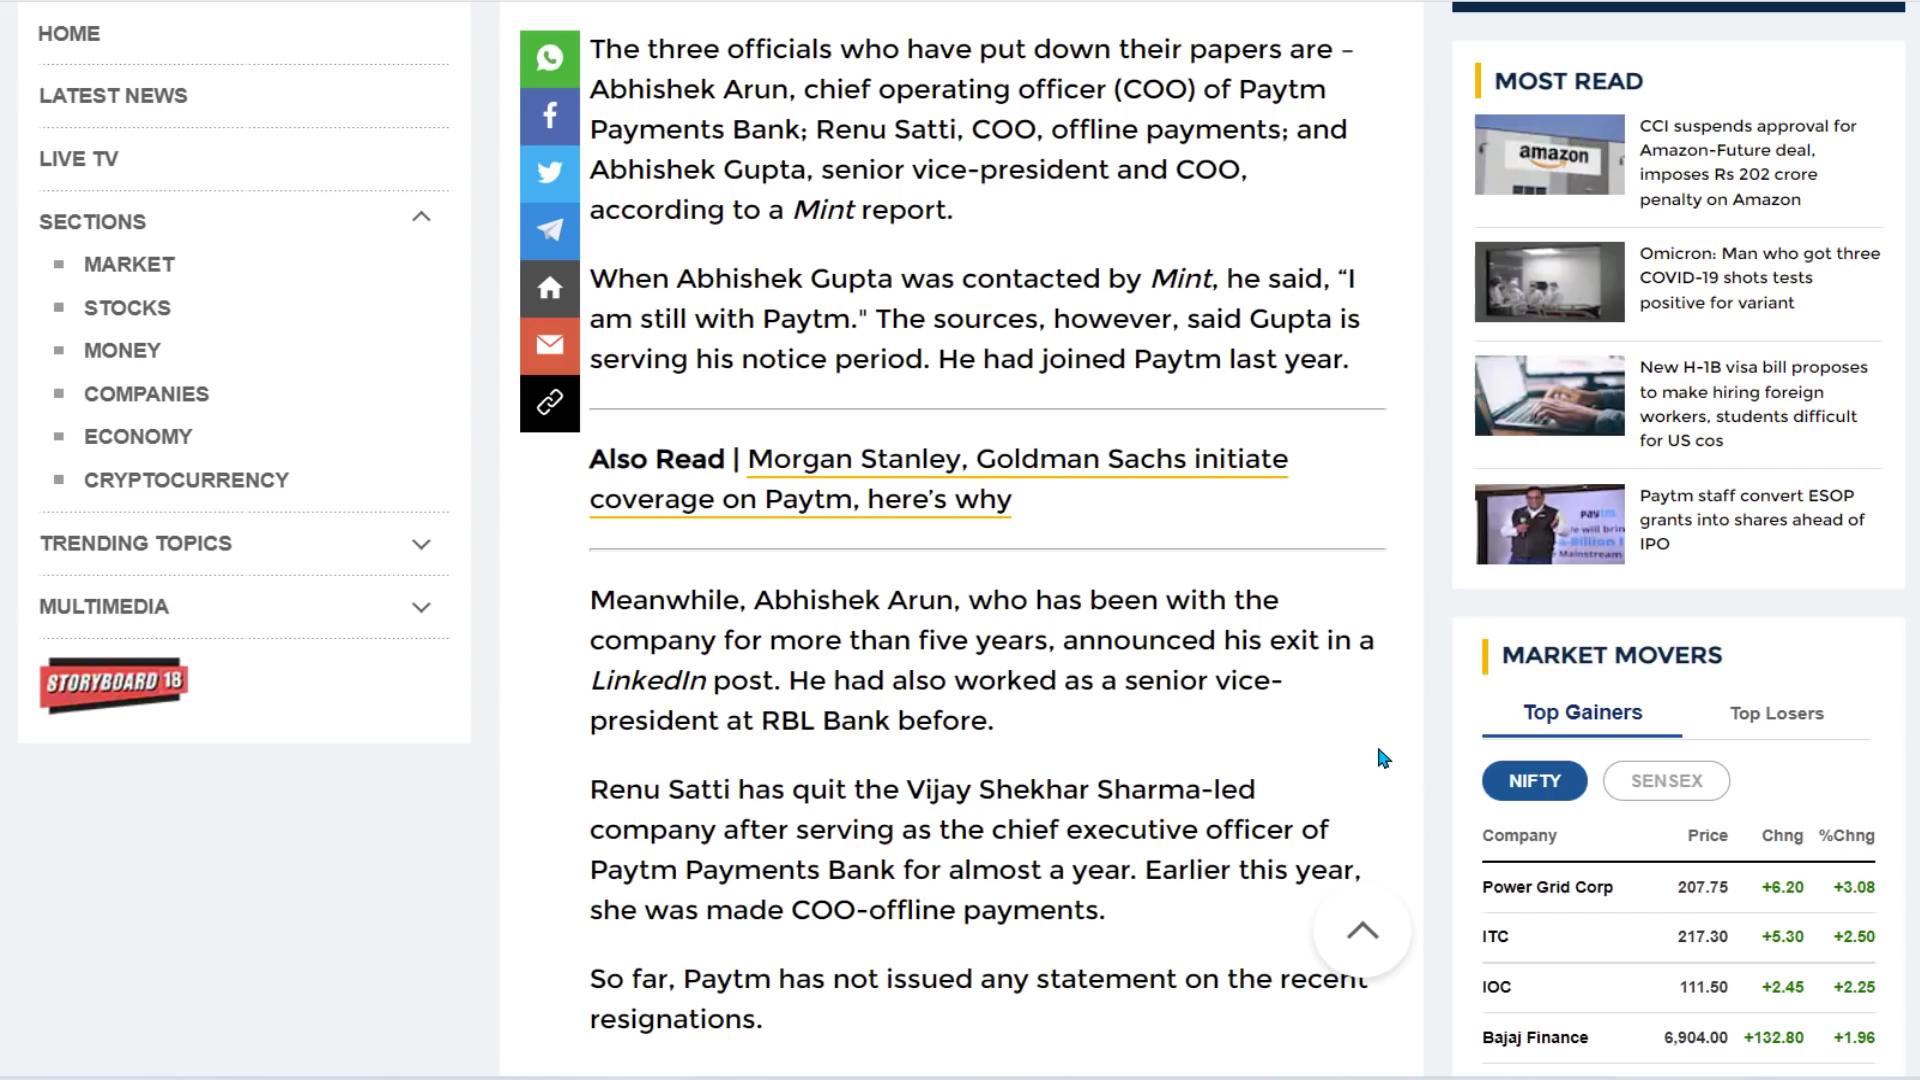 HOME
LATEST NEWS
LIVE TV
SECTIONS
MARKET
STOCKS
MONEY
COMPANIES
ECONOMY
CRYPTOCURRENCY
TRENDING TOPICS
MULTIMEDIA
STORYBOARD 18
The three officials who have put down their papers are –
Abhishek Arun, chief operating officer (COO) of Paytm
Payments Bank; Renu Satti, COO, offline payments; and
Abhishek Gupta, senior vice-president and COO,
according to a Mint report.
When Abhishek Gupta was contacted by Mint, he said, “I
am still with Paytm." The sources, however, said Gupta is
serving his notice period. He had joined Paytm last year.
Also Read | Morgan Stanley, Goldman Sachs initiate
coverage on Paytm, here’s why
Meanwhile, Abhishek Arun, who has been with the
company for more than five years, announced his exit in a
LinkedIn post. He had also worked as a senior vice-
president at RBL Bank before.
Renu Satti has quit the Vijay Shekhar Sharma-led
company after serving as the chief executive officer of
Paytm Payments Bank for almost a year. Earlier this year,
she was made COO-offline payments.
So far, Paytm has not issued any statement on the recent
resignations.
MOST READ
amazon
CCI suspends approval for
Amazon-Future deal,
imposes Rs 202 crore
penalty on Amazon
Omicron: Man who got three
COVID-19 shots tests
positive for variant
New H-1B visa bill proposes
to make hiring foreign
workers, students difficult
for US cos
paytm
le will brin
a-Billion I
Mainstream
Paytm staff convert ESOP
grants into shares ahead of
IPO
MARKET MOVERS
Top Gainers Top Losers
NIFTY SENSEX
Company Price Chng %Chng
Power Grid Corp 207.75 +6.20 +3.08
ITC 217.30 +5.30 +2.50
IOC 111.50 +2.45 +2.25
Bajaj Finance 6,904.00 +132.80 +1.96